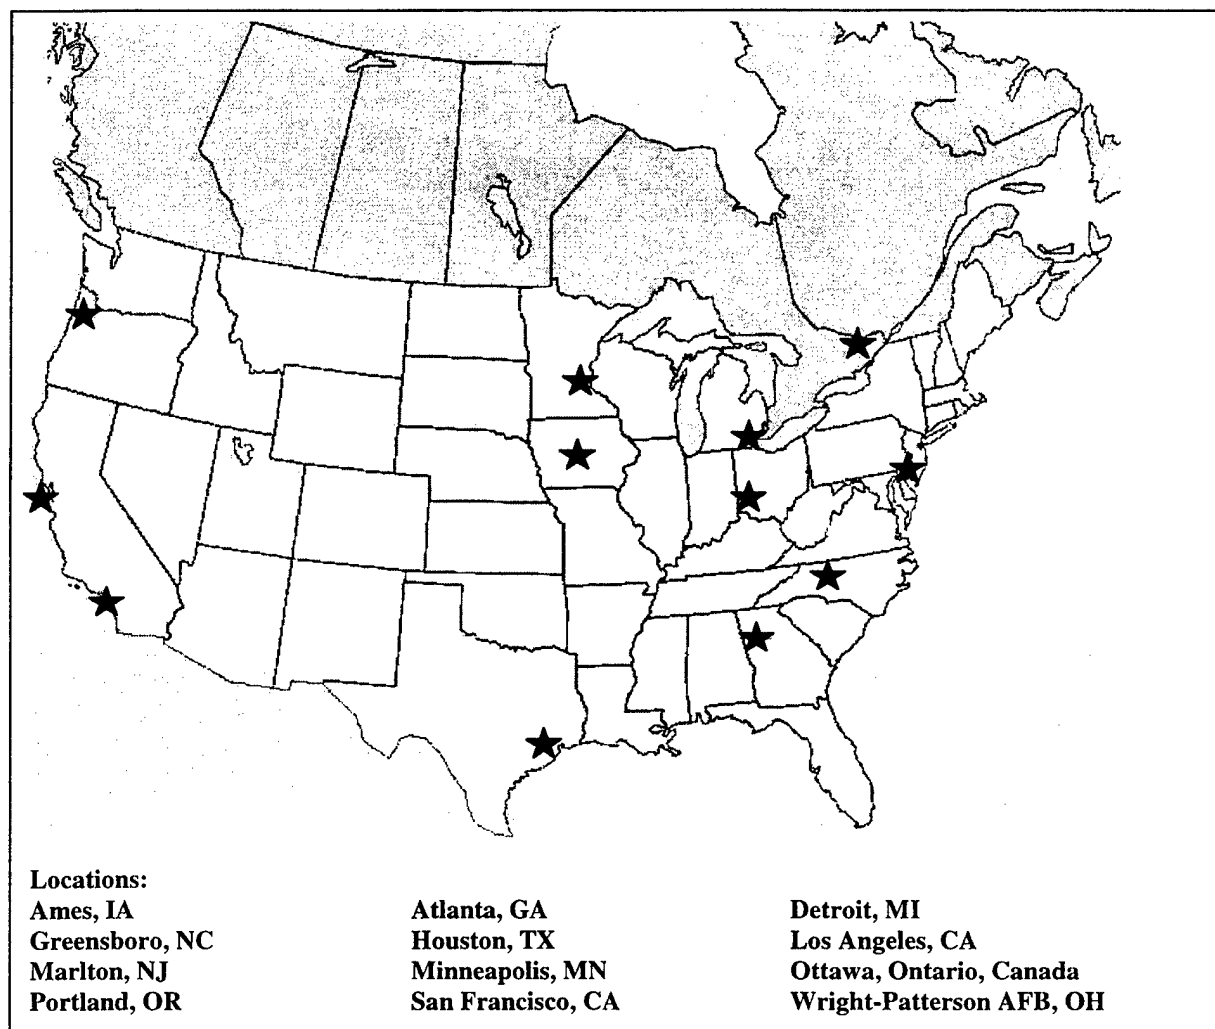 Locations:
Ames, IA
Greensboro, NC
Marlton, NJ
Portland, OR
Atlanta, GA
Houston, TX
Minneapolis, MN
San Francisco, CA
Detroit, MI
Los Angeles, CA
Ottawa, Ontario, Canada
Wright-Patterson AFB, OH